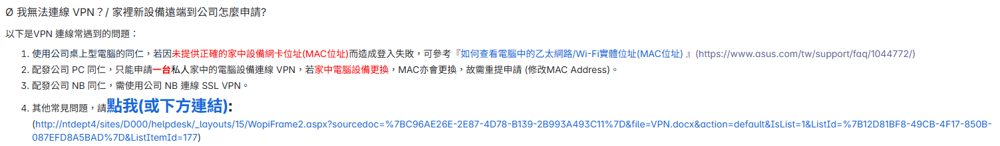 Ø 我無法連線 VPN？/ 家裡新設備遠端到公司怎麼申請?
以下是VPN 連線常遇到的問題：
1. 使用公司桌上型電腦的同仁，若因未提供正確的家中設備網卡位址(MAC位址)而造成登入失敗，可參考『如何查看電腦中的乙太網路/Wi-Fi實體位址(MAC位址) 』(https://www.asus.com/tw/support/faq/1044772/)
2. 配發公司 PC 同仁，只能申請一台私人家中的電腦設備連線 VPN，若家中電腦設備更換，MAC亦會更換，故需重提申請 (修改MAC Address)。
3. 配發公司 NB 同仁，需使用公司 NB 連線 SSL VPN。
4. 其他常見問題，請點我(或下方連結):
(http://ntdept4/sites/D000/helpdesk/_layouts/15/WopiFrame2.aspx?sourcedoc=%7BC96AE26E-2E87-4D78-B139-2B993A493C11%7D&file=VPN.docx&action=default&IsList=1&ListId=%7B12D81BF8-49CB-4F17-850B-
087EFD8A5BAD%7D&ListItemId=177)